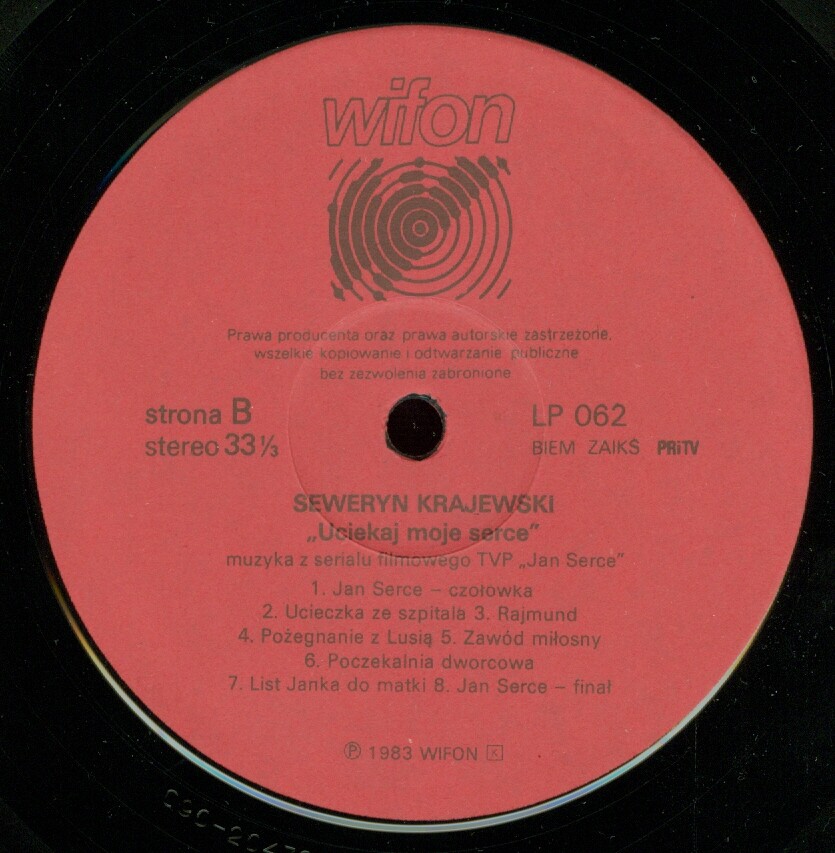 wifon
Prawa producenta oraz prawa autorskie zastrzeżone,
wszelkie kopiowanie i odtwarzanie publiczne
bez zezwolenia zabronione
strona B
stereo 33 1/3
LP 062
BIEM ZAIKS PRiTV
SEWERYN KRAJEWSKI
„Uciekaj moje serce”
muzyka z serialu filmowego TVP „Jan Serce”
1. Jan Serce – czołówka
2. Ucieczka ze szpitala 3. Rajmund
4. Pożegnanie z Lusią 5. Zawód miłosny
6. Poczekalnia dworcowa
7. List Janka do matki 8. Jan Serce – finał
Ⓟ 1983 WIFON K